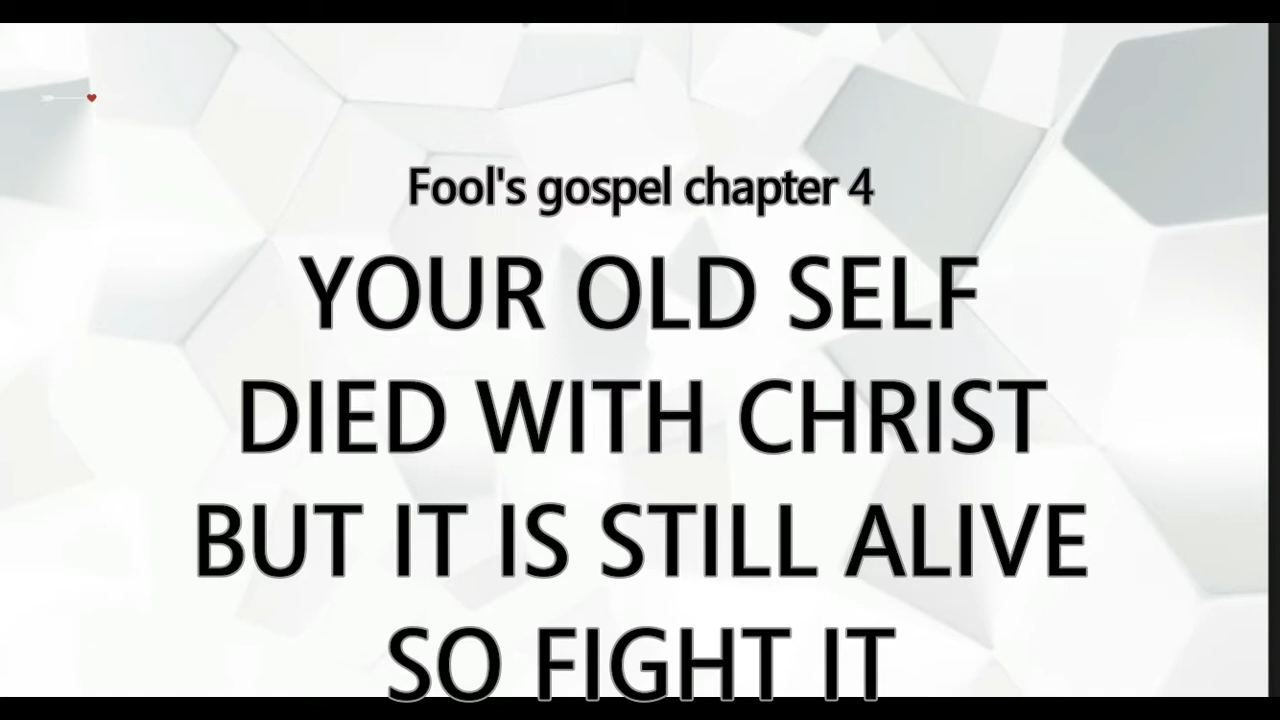 Fool's gospel chapter 4
YOUR OLD SELF
DIED WITH CHRIST
BUT IT IS STILL ALIVE
SO FIGHT IT